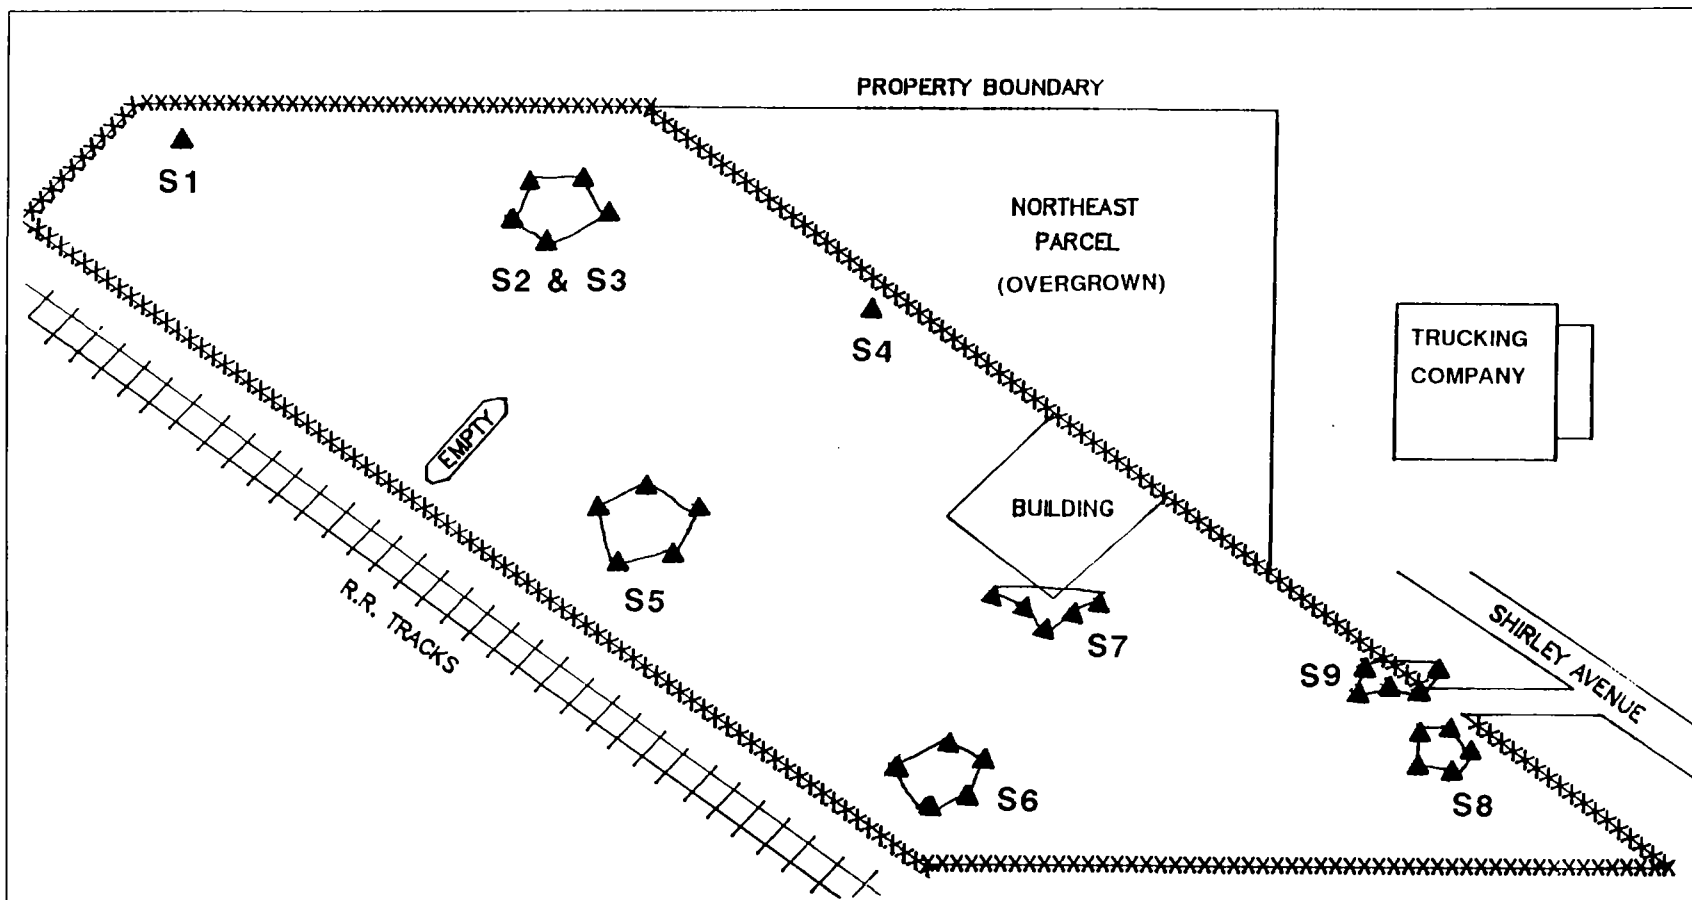 PROPERTY BOUNDARY
S1
NORTHEAST
PARCEL
(OVERGROWN)
S2 & S3
S4
TRUCKING
COMPANY
EMPTY
BUILDING
S5
R.R. TRACKS
S7
SHIRLEY AVENUE
S9
S6
S8